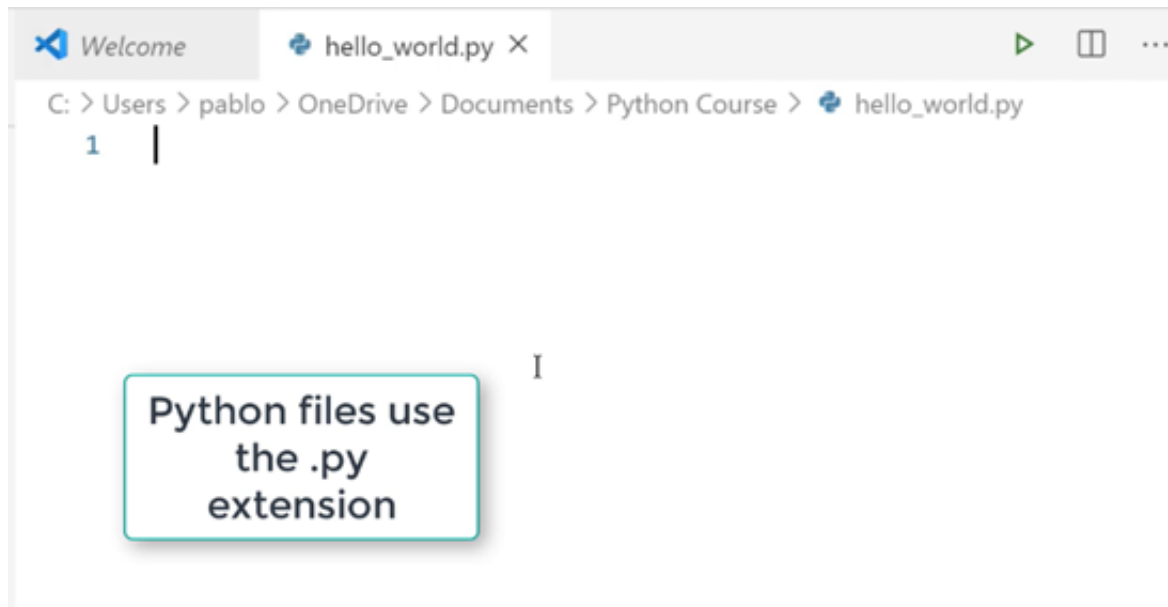 Welcome hello_world.py
C: > Users > pablo > OneDrive > Documents > Python Course > hello_world.py
1
Python files use
the .py
extension